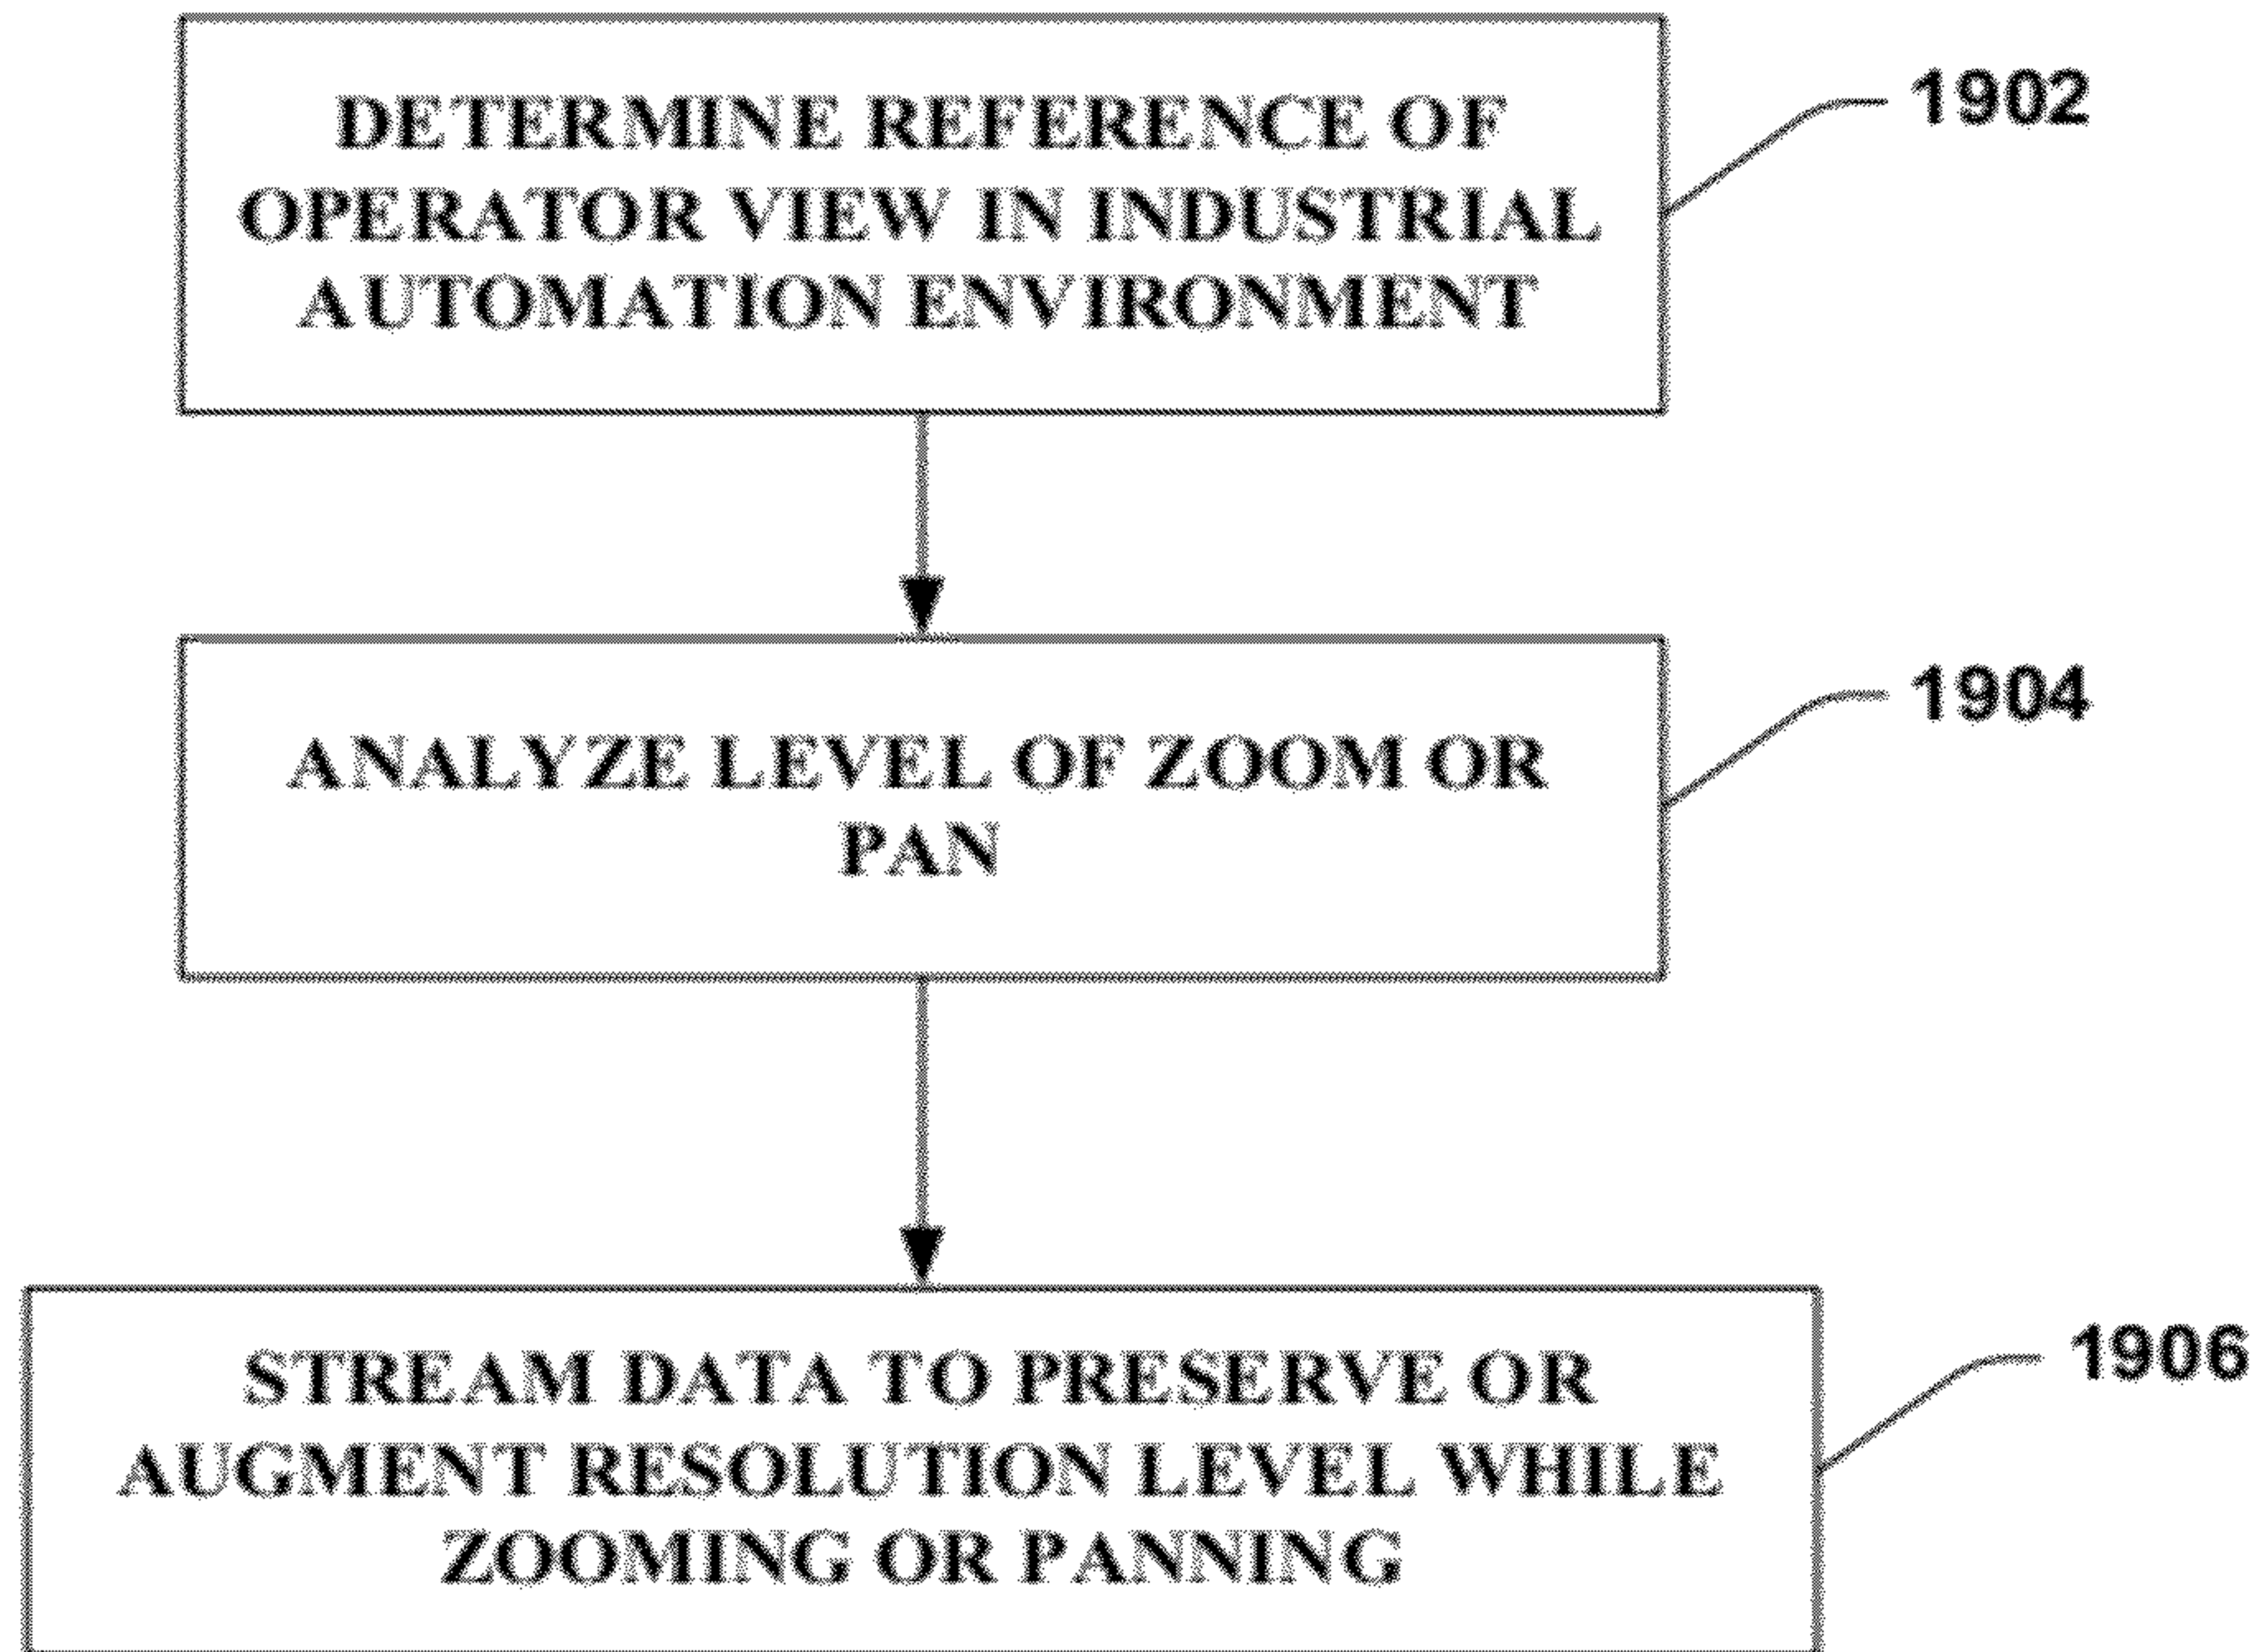 DETERMINE REFERENCE OF
OPERATOR VIEW IN INDUSTRIAL
AUTOMATION ENVIRONMENT
1902
ANALYZE LEVEL OF ZOOM OR
PAN
1904
STREAM DATA TO PRESERVE OR
AUGMENT RESOLUTION LEVEL WHILE
ZOOMING OR PANNING
1906